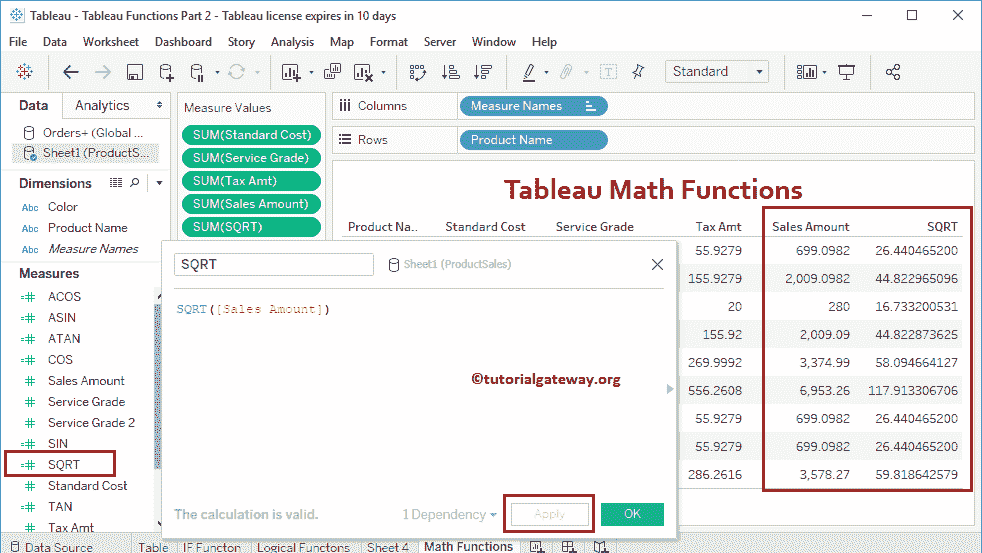 Tableau - Tableau Functions Part 2 - Tableau license expires in 10 days
File Data Worksheet Dashboard Story Analysis Map Format Server Window Help
Standard
Data Analytics
Orders+ (Global ...
Sheet1 (ProductS...
Dimensions
Abc Color
Abc Product Name
Abc Measure Names
Measures
ACOS
ASIN
ATAN
COS
Sales Amount
Service Grade
Service Grade 2
SIN
SQRT
Standard Cost
TAN
Tax Amt
Measure Values
SUM(Standard Cost)
SUM(Service Grade)
SUM(Tax Amt)
SUM(Sales Amount)
SUM(SQRT)
Columns Measure Names
Rows Product Name
Tableau Math Functions
Product Na.. Standard Cost Service Grade Tax Amt Sales Amount SQRT
55.9279 699.0982 26.440465200
155.9279 2,009.0982 44.822965096
20 280 16.733200531
155.92 2,009.09 44.822873625
269.9992 3,374.99 58.094664127
556.2608 6,953.26 117.913306706
55.9279 699.0982 26.440465200
55.9279 699.0982 26.440465200
286.2616 3,578.27 59.818642579
SQRT Sheet1 (ProductSales)
SQRT([Sales Amount])
©tutorialgateway.org
The calculation is valid. 1 Dependency Apply OK
Data Source Table IF Functon Logical Functons Sheet 4 Math Functions